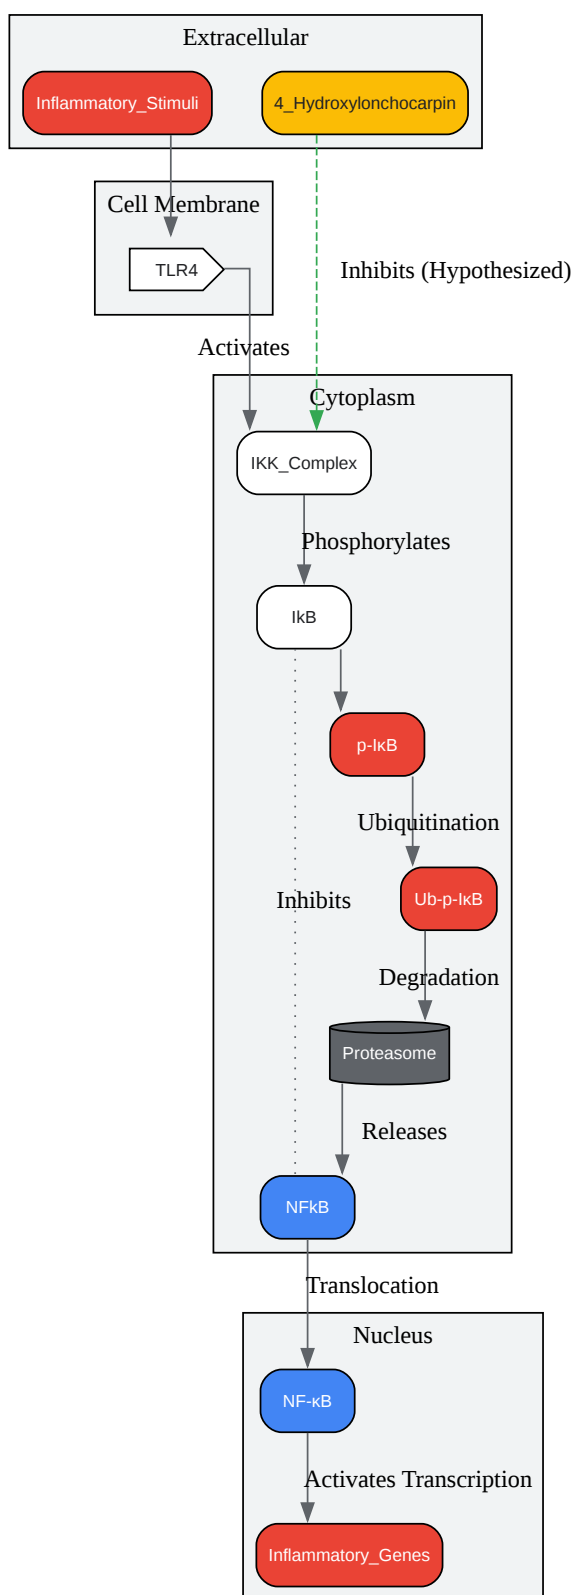 Extracellular
Inflammatory_Stimuli
4_Hydroxylonchocarpin
Cell Membrane
TLR4
Inhibits (Hypothesized)
Activates
Cytoplasm
IKK_Complex
Phosphorylates
IkB
p-IκB
Ubiquitination
Inhibits
Ub-p-IκB
Degradation
Proteasome
Releases
NFkB
Translocation
Nucleus
NF-κB
Activates Transcription
Inflammatory_Genes